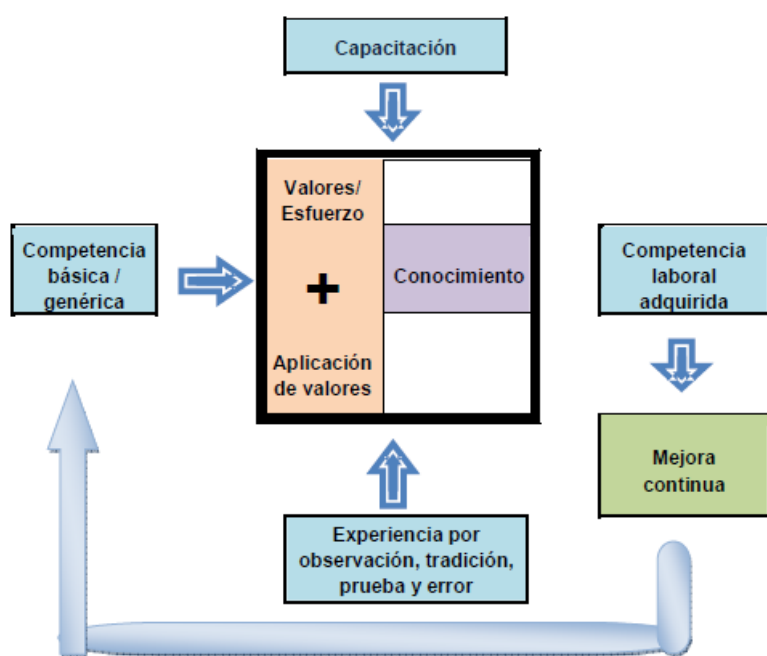 Capacitación
Valores/
Esfuerzo
+
Aplicación
de valores
Conocimiento
Competencia
básica /
genérica
Competencia
laboral
adquirida
Mejora
continua
Experiencia por
observación, tradición,
prueba y error